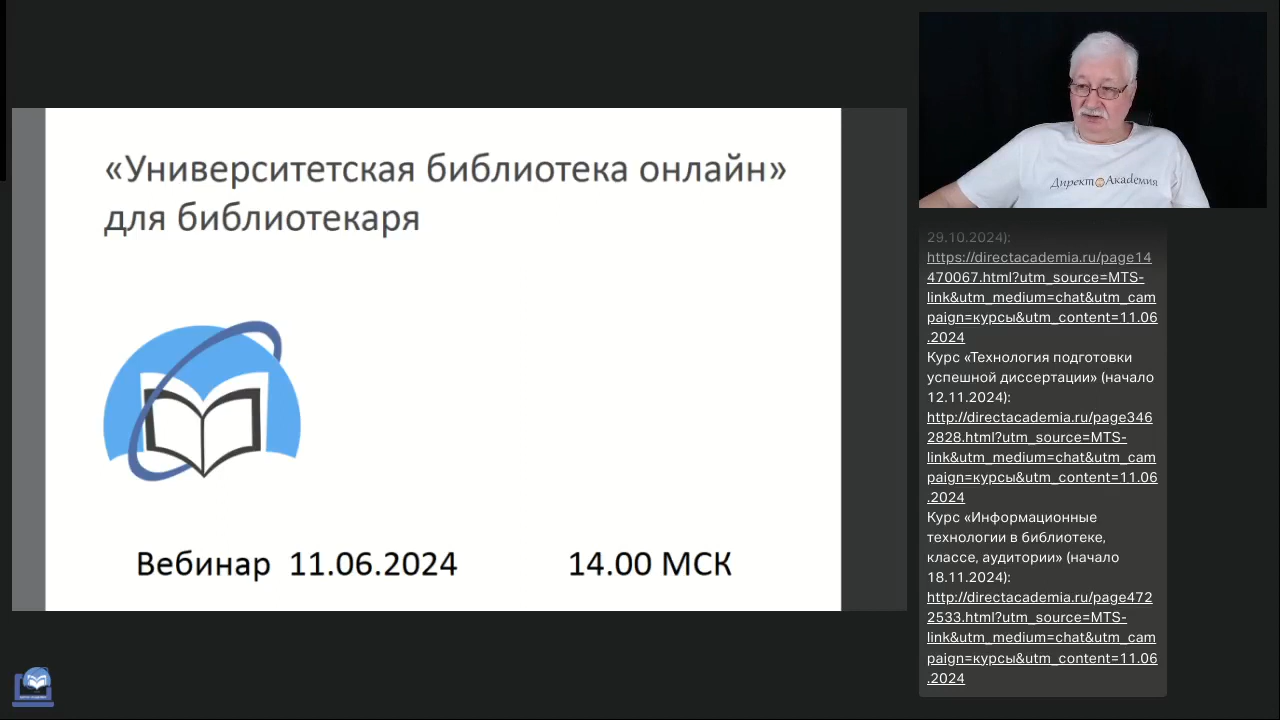 «Университетская библиотека онлайн»
для библиотекаря
Вебинар 11.06.2024 14.00 МСК
Директ Академия
29.10.2024):
https://directacademia.ru/page14
470067.html?utm_source=MTS-
link&utm_medium=chat&utm_cam
paign=курсы&utm_content=11.06
.2024
Курс «Технология подготовки
успешной диссертации» (начало
12.11.2024):
http://directacademia.ru/page346
2828.html?utm_source=MTS-
link&utm_medium=chat&utm_cam
paign=курсы&utm_content=11.06
.2024
Курс «Информационные
технологии в библиотеке,
классе, аудитории» (начало
18.11.2024):
http://directacademia.ru/page472
2533.html?utm_source=MTS-
link&utm_medium=chat&utm_cam
paign=курсы&utm_content=11.06
.2024